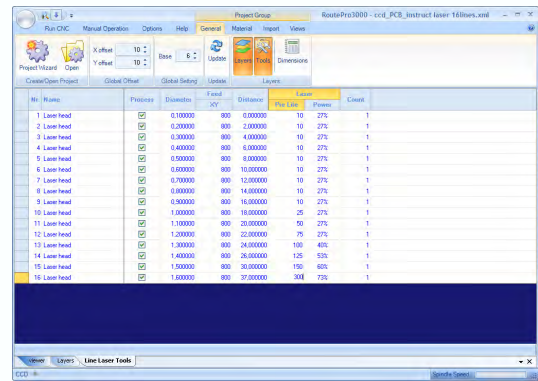 Project Group
RoutePro3000 - ccd_PCB_instruct laser 16lines.xml
Run CNC Manual Operation Options Help General Material Import Views
Project Wizard Open
X offset 10
Y offset 10
Base 6
Update
Layers Tools Dimensions
Create/Open Project Global Offset Global Setting Update Layers
Nr Name Process Diameter Feed XY Distance Laser Pix Len Power Count
1 Laser head 0,100000 800 0,000000 10 27% 1
2 Laser head 0,200000 800 2,000000 10 27% 1
3 Laser head 0,300000 800 4,000000 10 27% 1
4 Laser head 0,400000 800 6,000000 10 27% 1
5 Laser head 0,500000 800 8,000000 10 27% 1
6 Laser head 0,600000 800 10,000000 10 27% 1
7 Laser head 0,700000 800 12,000000 10 27% 1
8 Laser head 0,800000 800 14,000000 10 27% 1
9 Laser head 0,900000 800 16,000000 10 27% 1
10 Laser head 1,000000 800 18,000000 25 27% 1
11 Laser head 1,100000 800 20,000000 50 27% 1
12 Laser head 1,200000 800 22,000000 75 27% 1
13 Laser head 1,300000 800 24,000000 100 40% 1
14 Laser head 1,400000 800 26,000000 125 53% 1
15 Laser head 1,500000 800 30,000000 150 60% 1
16 Laser head 1,600000 800 37,000000 300 73% 1
viewer Layers Line Laser Tools
CCD
Spindle Speed: